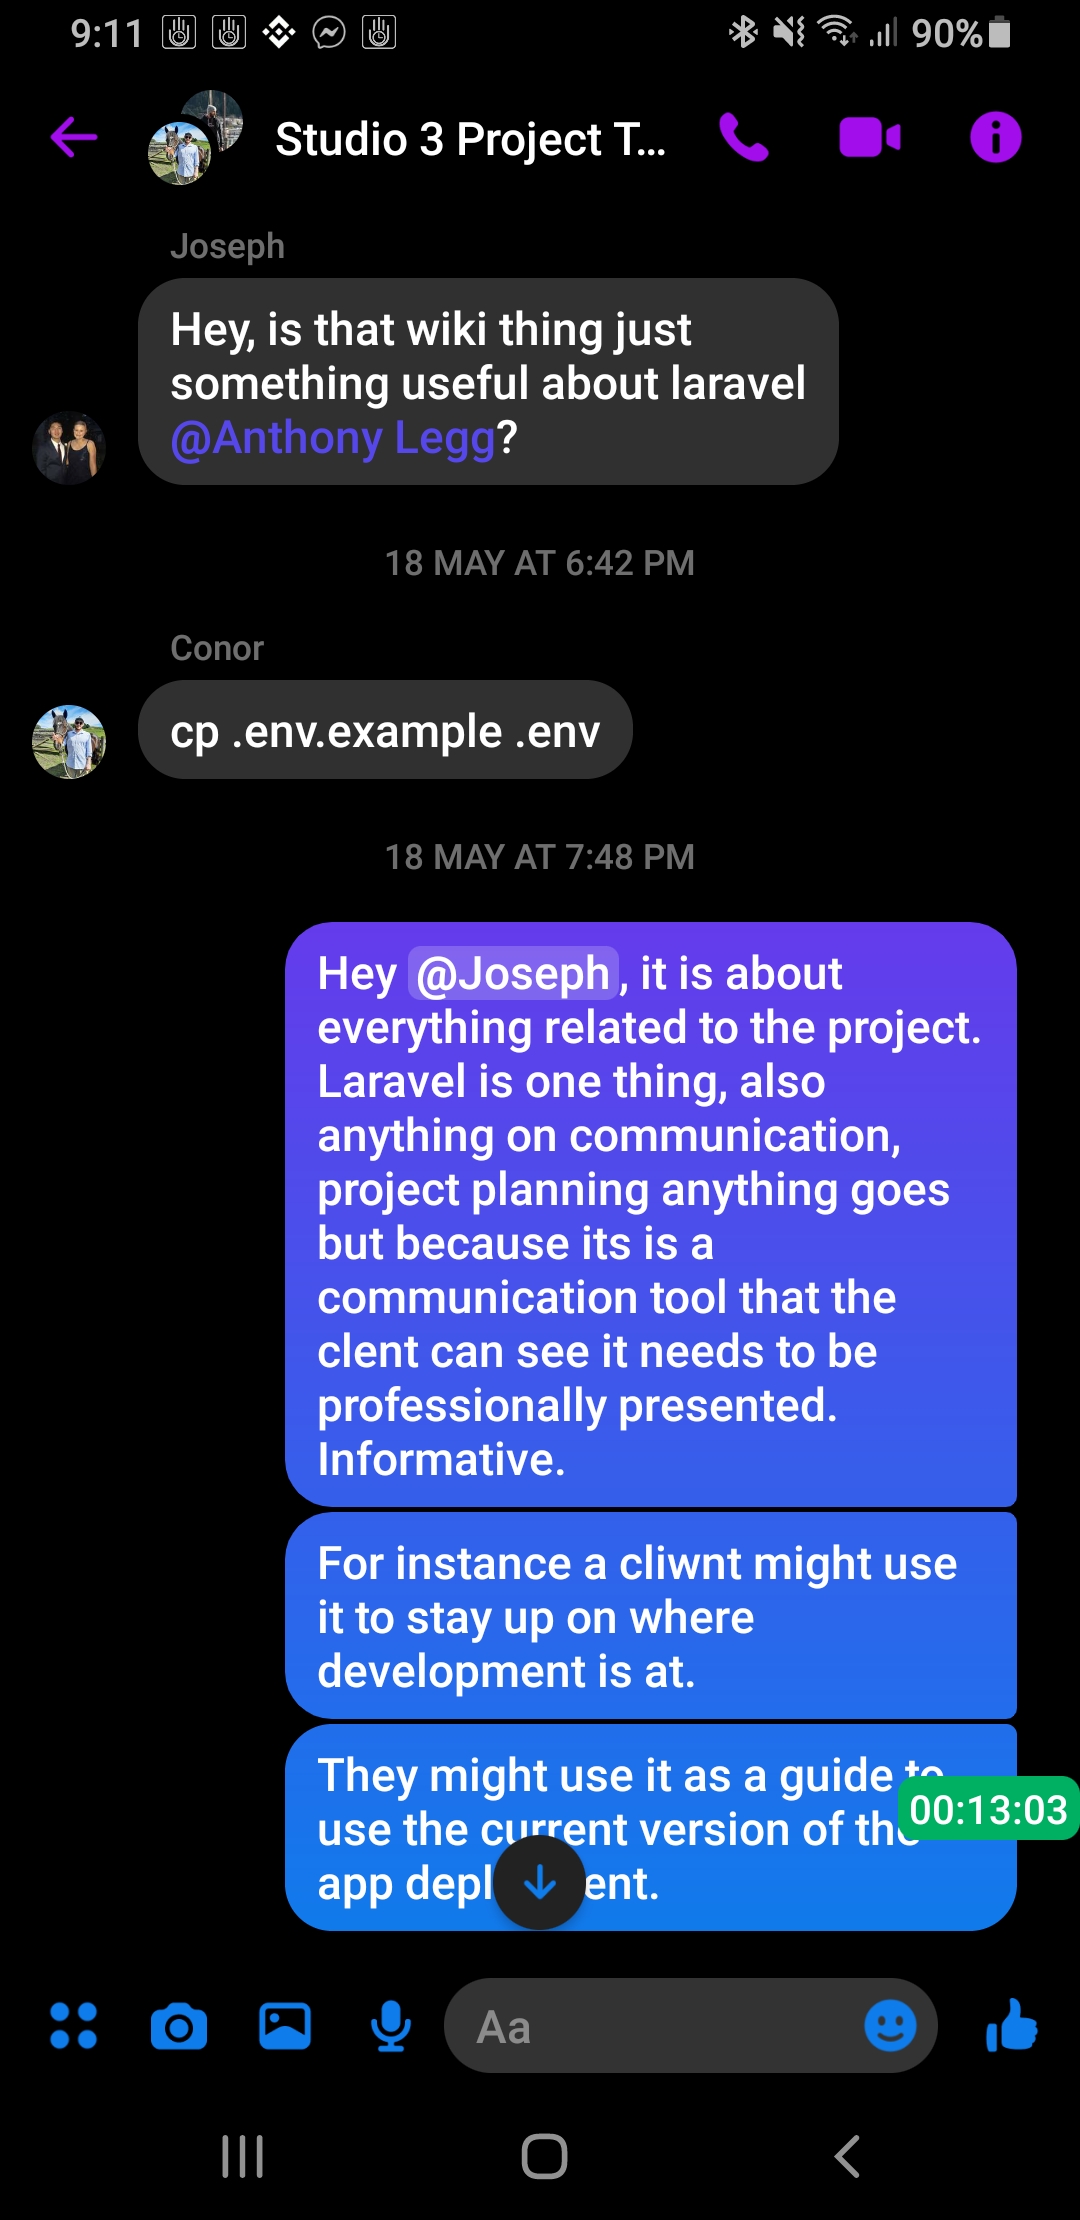 9:11
90%
Studio 3 Project T...
Joseph
Hey, is that wiki thing just
something useful about laravel
@Anthony Legg?
18 MAY AT 6:42 PM
Conor
cp .env.example .env
18 MAY AT 7:48 PM
Hey @Joseph, it is about
everything related to the project.
Laravel is one thing, also
anything on communication,
project planning anything goes
but because its is a
communication tool that the
clent can see it needs to be
professionally presented.
Informative.
For instance a cliwnt might use
it to stay up on where
development is at.
They might use it as a guide to
00:13:03
use the current version of the
app depl ent.
Aa